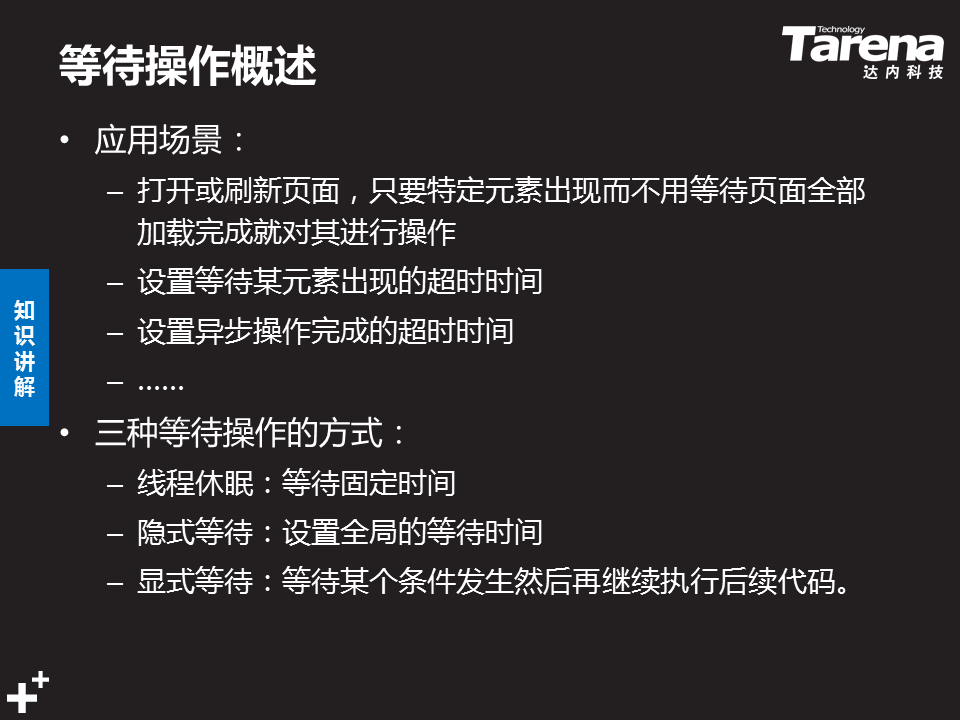 等待操作概述
Technology
Tarena
达内科技
• 应用场景：
– 打开或刷新页面，只要特定元素出现而不用等待页面全部
加载完成就对其进行操作
– 设置等待某元素出现的超时时间
– 设置异步操作完成的超时时间
– ……
知识讲解
• 三种等待操作的方式：
– 线程休眠：等待固定时间
– 隐式等待：设置全局的等待时间
– 显式等待：等待某个条件发生然后再继续执行后续代码。